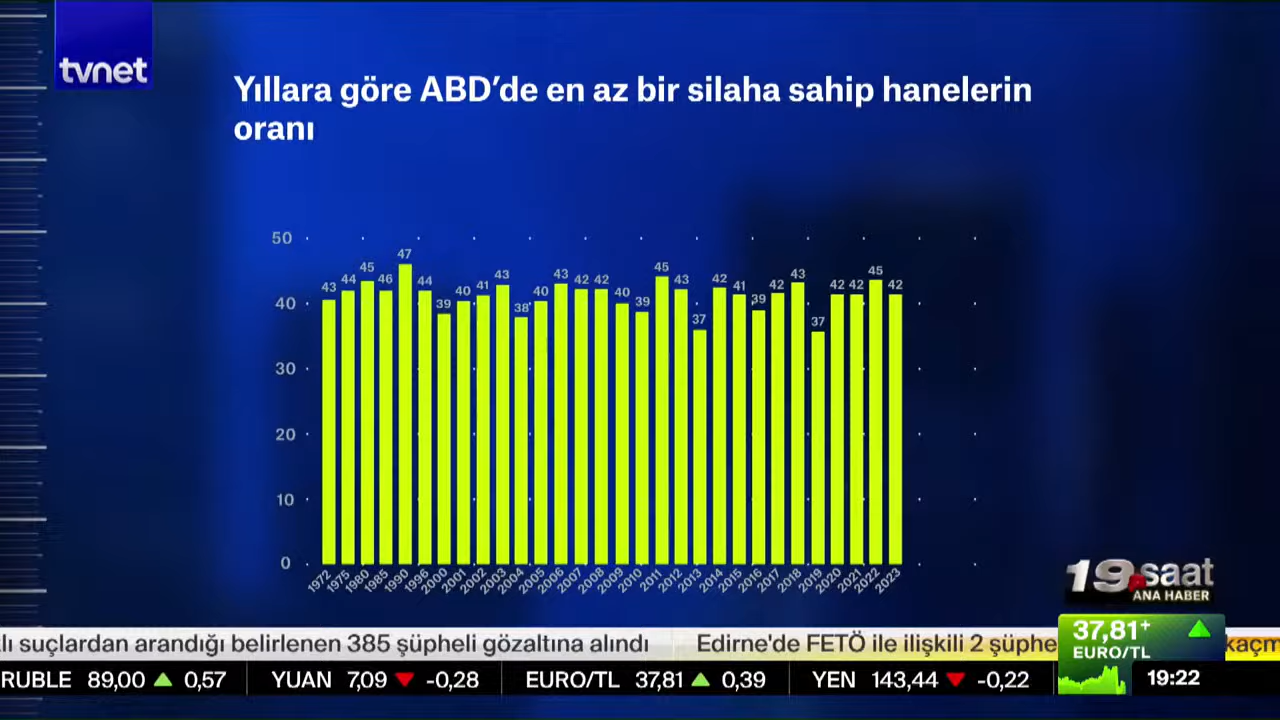 tvnet
Yıllara göre ABD’de en az bir silaha sahip hanelerin
oranı
50
40
30
20
10
0
43 44 45 46 47 44 39 40 41 43 38 40 43 42 42 40 39 45 43 37 42 41 39 42 43 37 42 42 45 42
1972 1975 1980 1985 1990 1996 2000 2001 2002 2003 2004 2005 2006 2007 2008 2009 2010 2011 2012 2013 2014 2015 2016 2017 2018 2019 2020 2021 2022 2023
19 saat
ANA HABER
lı suçlardan arandığı belirlenen 385 şüpheli gözaltına alındı Edirne'de FETÖ ile ilişkili 2 şüphe kaçm
37,81+
EURO/TL
RUBLE 89,00 0,57 YUAN 7,09 -0,28 EURO/TL 37,81 0,39 YEN 143,44 -0,22 19:22